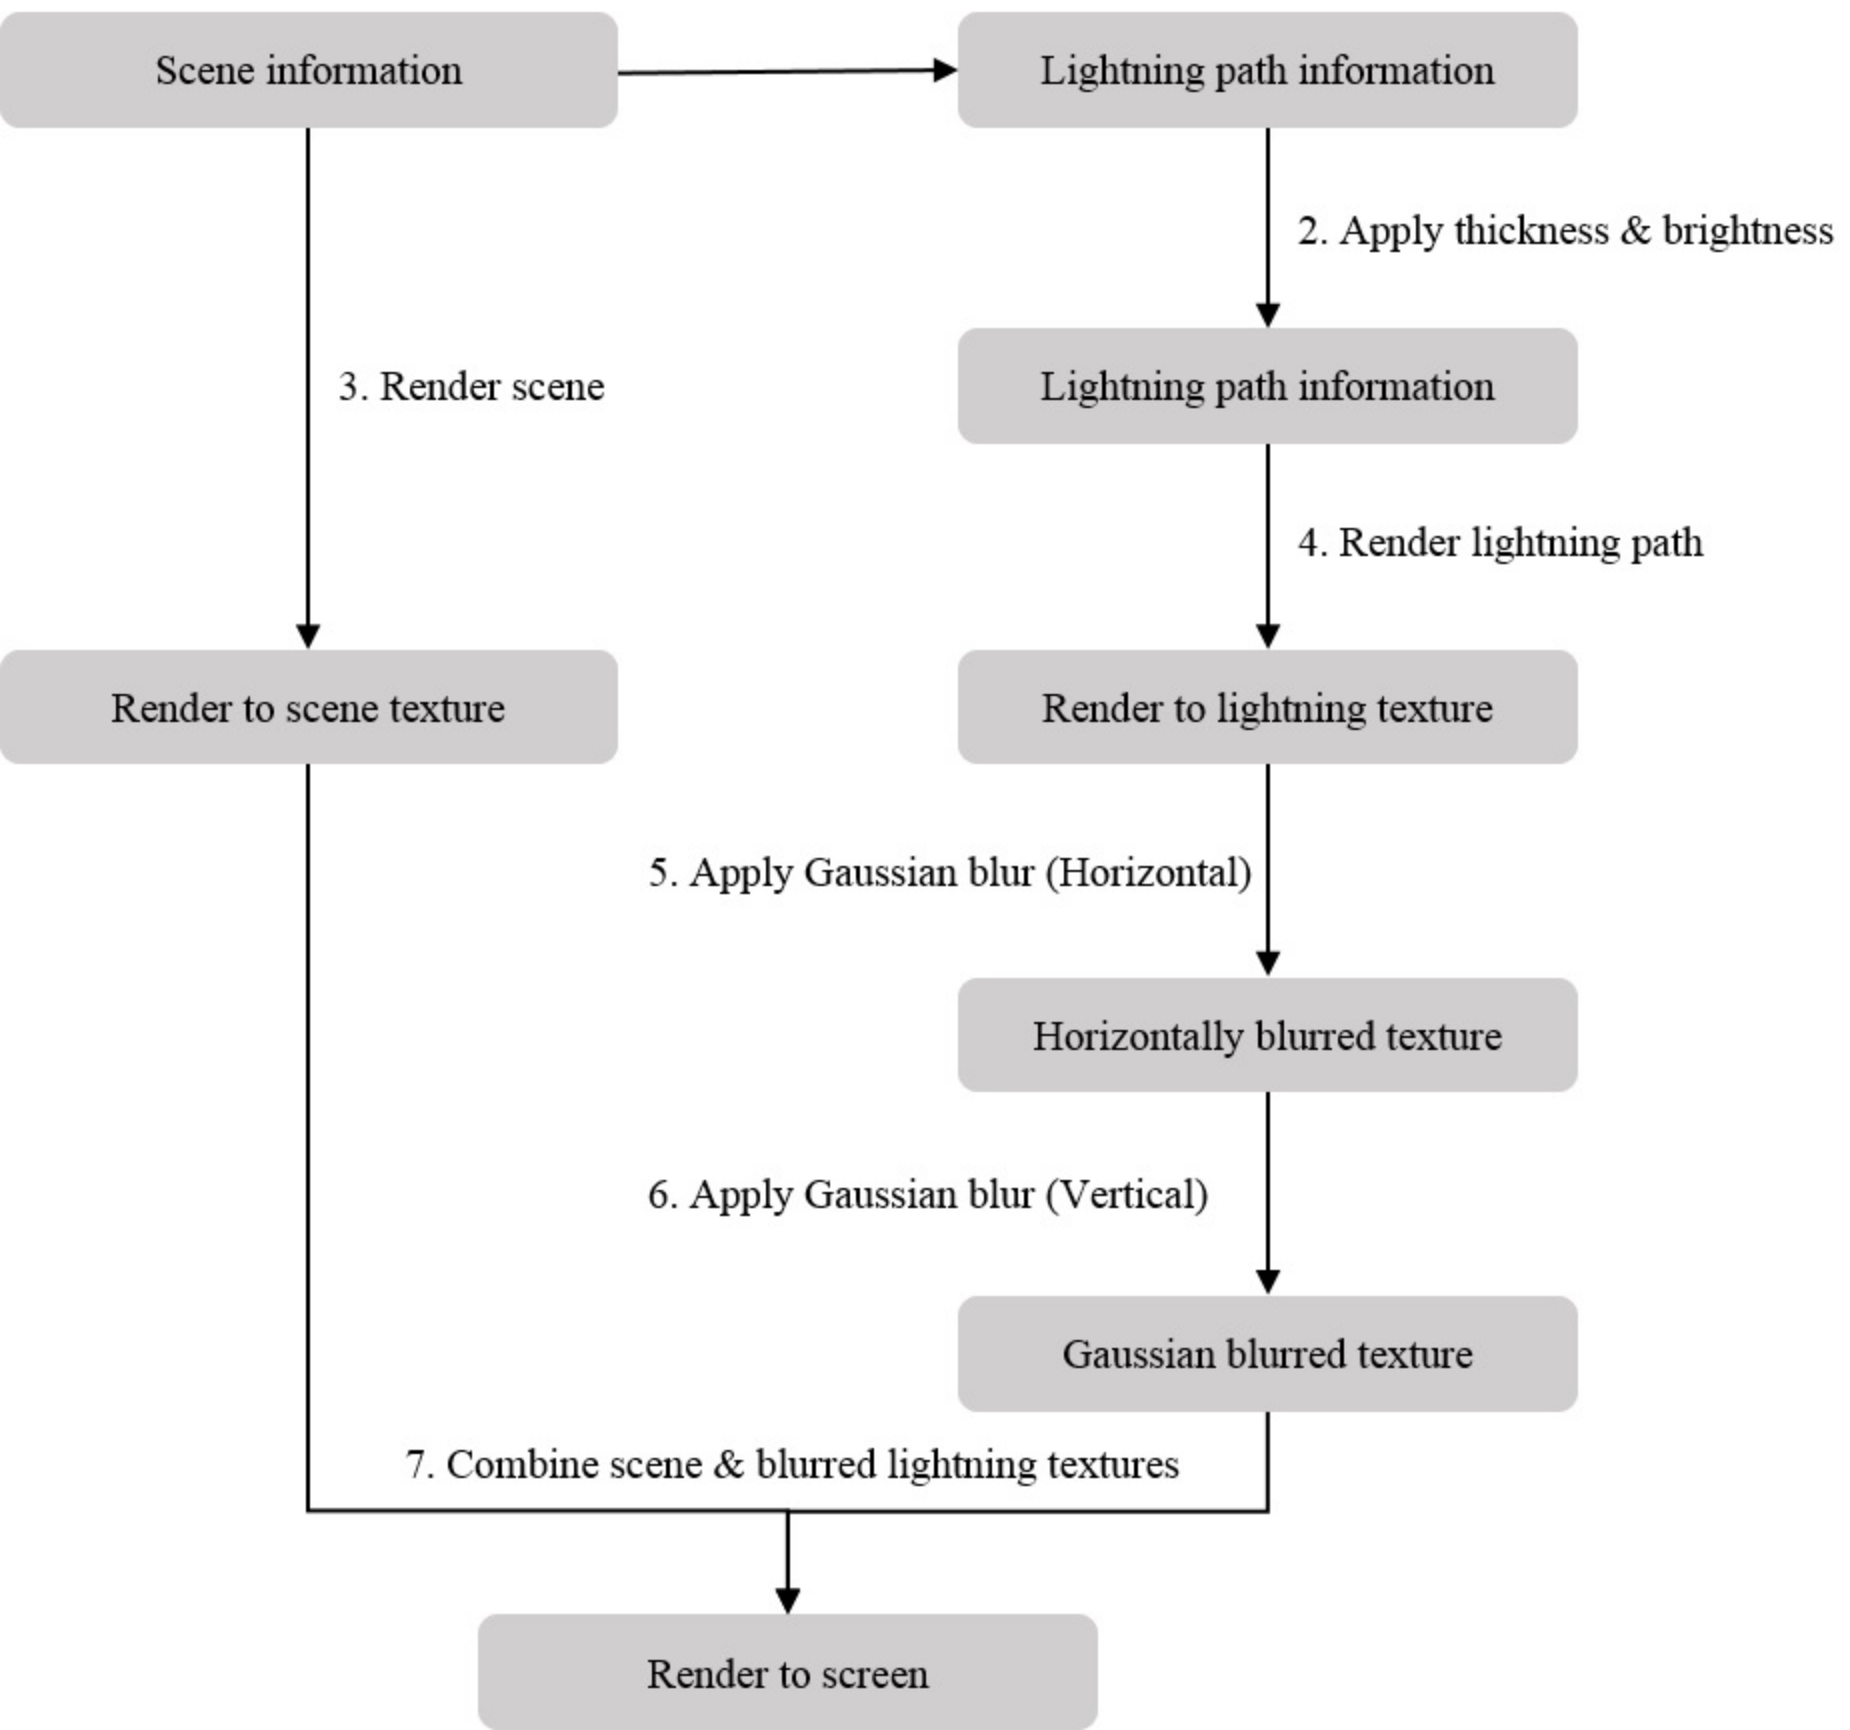 Scene information
Lightning path information
2. Apply thickness & brightness
3. Render scene
Lightning path information
4. Render lightning path
Render to scene texture
Render to lightning texture
5. Apply Gaussian blur (Horizontal)
Horizontally blurred texture
6. Apply Gaussian blur (Vertical)
Gaussian blurred texture
7. Combine scene & blurred lightning textures
Render to screen